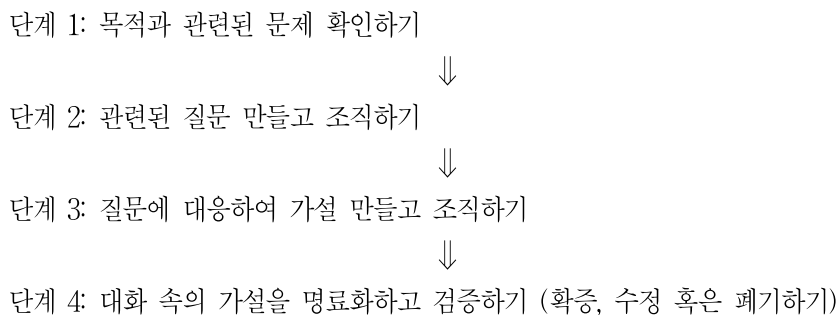 단계 1: 목적과 관련된 문제 확인하기
⇓
단계 2: 관련된 질문 만들고 조직하기
⇓
단계 3: 질문에 대응하여 가설 만들고 조직하기
⇓
단계 4: 대화 속의 가설을 명료화하고 검증하기 (확증, 수정 혹은 폐기하기)